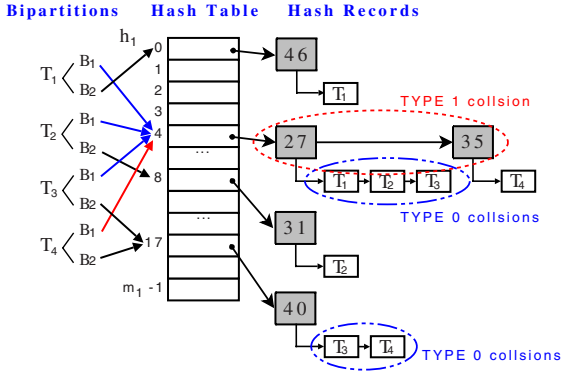 Bipartitions Hash Table Hash Records
h1
T1 B1 B2
T2 B1 B2
T3 B1 B2
T4 B1 B2
0
1
2
3
4
...
8
...
17
m1 -1
46
T1
TYPE 1 collsion
27 35
T1 T2 T3 T4
TYPE 0 collsions
31
T2
40
T3 T4
TYPE 0 collsions